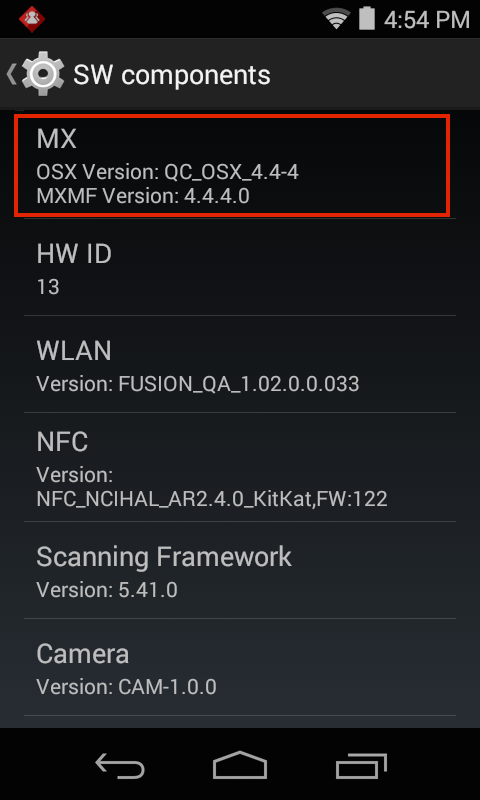 4:54 PM
SW components
MX
OSX Version: QC_OSX_4.4-4
MXMF Version: 4.4.4.0
HW ID
13
WLAN
Version: FUSION_QA_1.02.0.0.033
NFC
Version:
NFC_NCIHAL_AR2.4.0_KitKat,FW:122
Scanning Framework
Version: 5.41.0
Camera
Version: CAM-1.0.0